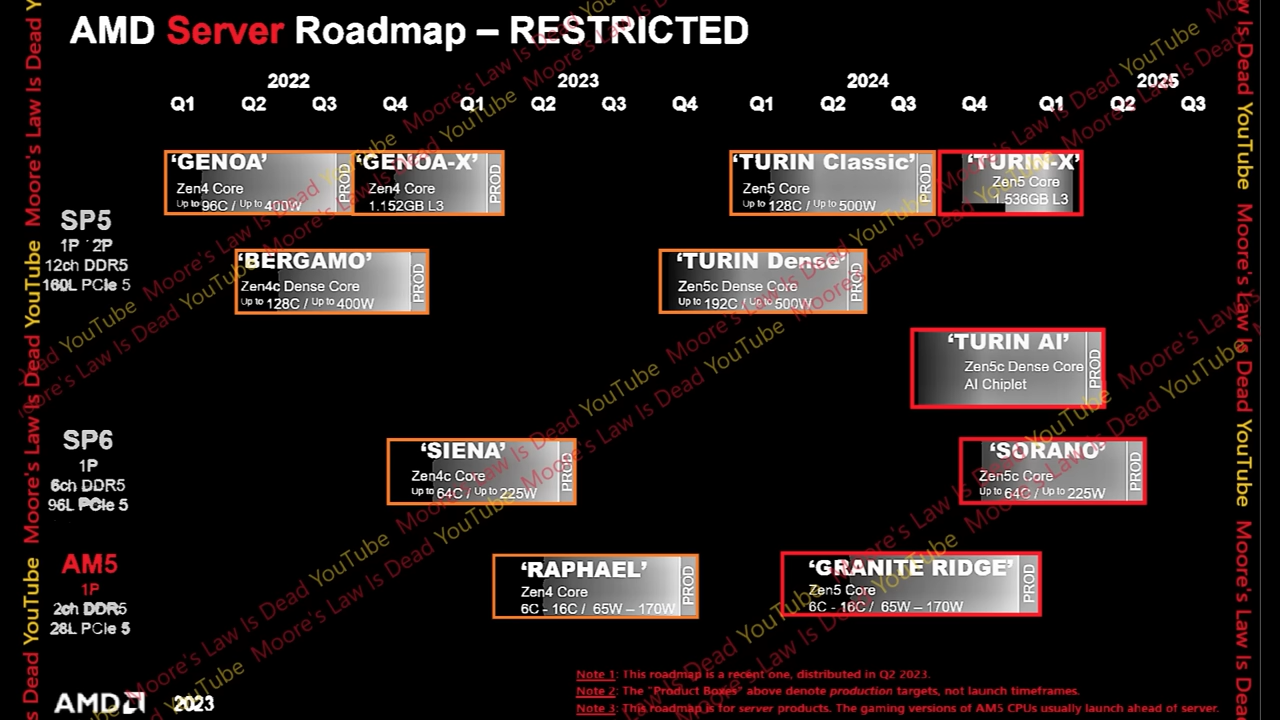 AMD Server Roadmap – RESTRICTED
2022 2023 2024 2025
Q1 Q2 Q3 Q4 Q1 Q2 Q3 Q4 Q1 Q2 Q3 Q4 Q1 Q2 Q3
SP5
1P 2P
12ch DDR5
160L PCIe 5
‘GENOA’
Zen4 Core
Up to 96C / Up to 400W
PROD
‘GENOA-X’
Zen4 Core
1.152GB L3
PROD
‘TURIN Classic’
Zen5 Core
Up to 128C / Up to 500W
PROD
‘TURIN-X’
Zen5 Core
1.536GB L3
‘BERGAMO’
Zen4c Dense Core
Up to 128C / Up to 400W
PROD
‘TURIN Dense’
Zen5c Dense Core
Up to 192C / Up to 500W
PROD
‘TURIN AI’
Zen5c Dense Core
AI Chiplet
PROD
SP6
1P
6ch DDR5
96L PCIe 5
‘SIENA’
Zen4c Core
Up to 64C / Up to 225W
PROD
‘SORANO’
Zen5c Core
Up to 64C / Up to 225W
PROD
AM5
1P
2ch DDR5
28L PCIe 5
‘RAPHAEL’
Zen4 Core
6C - 16C / 65W – 170W
PROD
‘GRANITE RIDGE’
Zen5 Core
6C - 16C / 65W – 170W
PROD
Note 1: This roadmap is a recent one, distributed in Q2 2023.
Note 2: The "Product Boxes" above denote production targets, not launch timeframes.
Note 3: This roadmap is for server products. The gaming versions of AM5 CPUs usually launch ahead of server.
AMD 2023
Moore's Law Is Dead YouTube